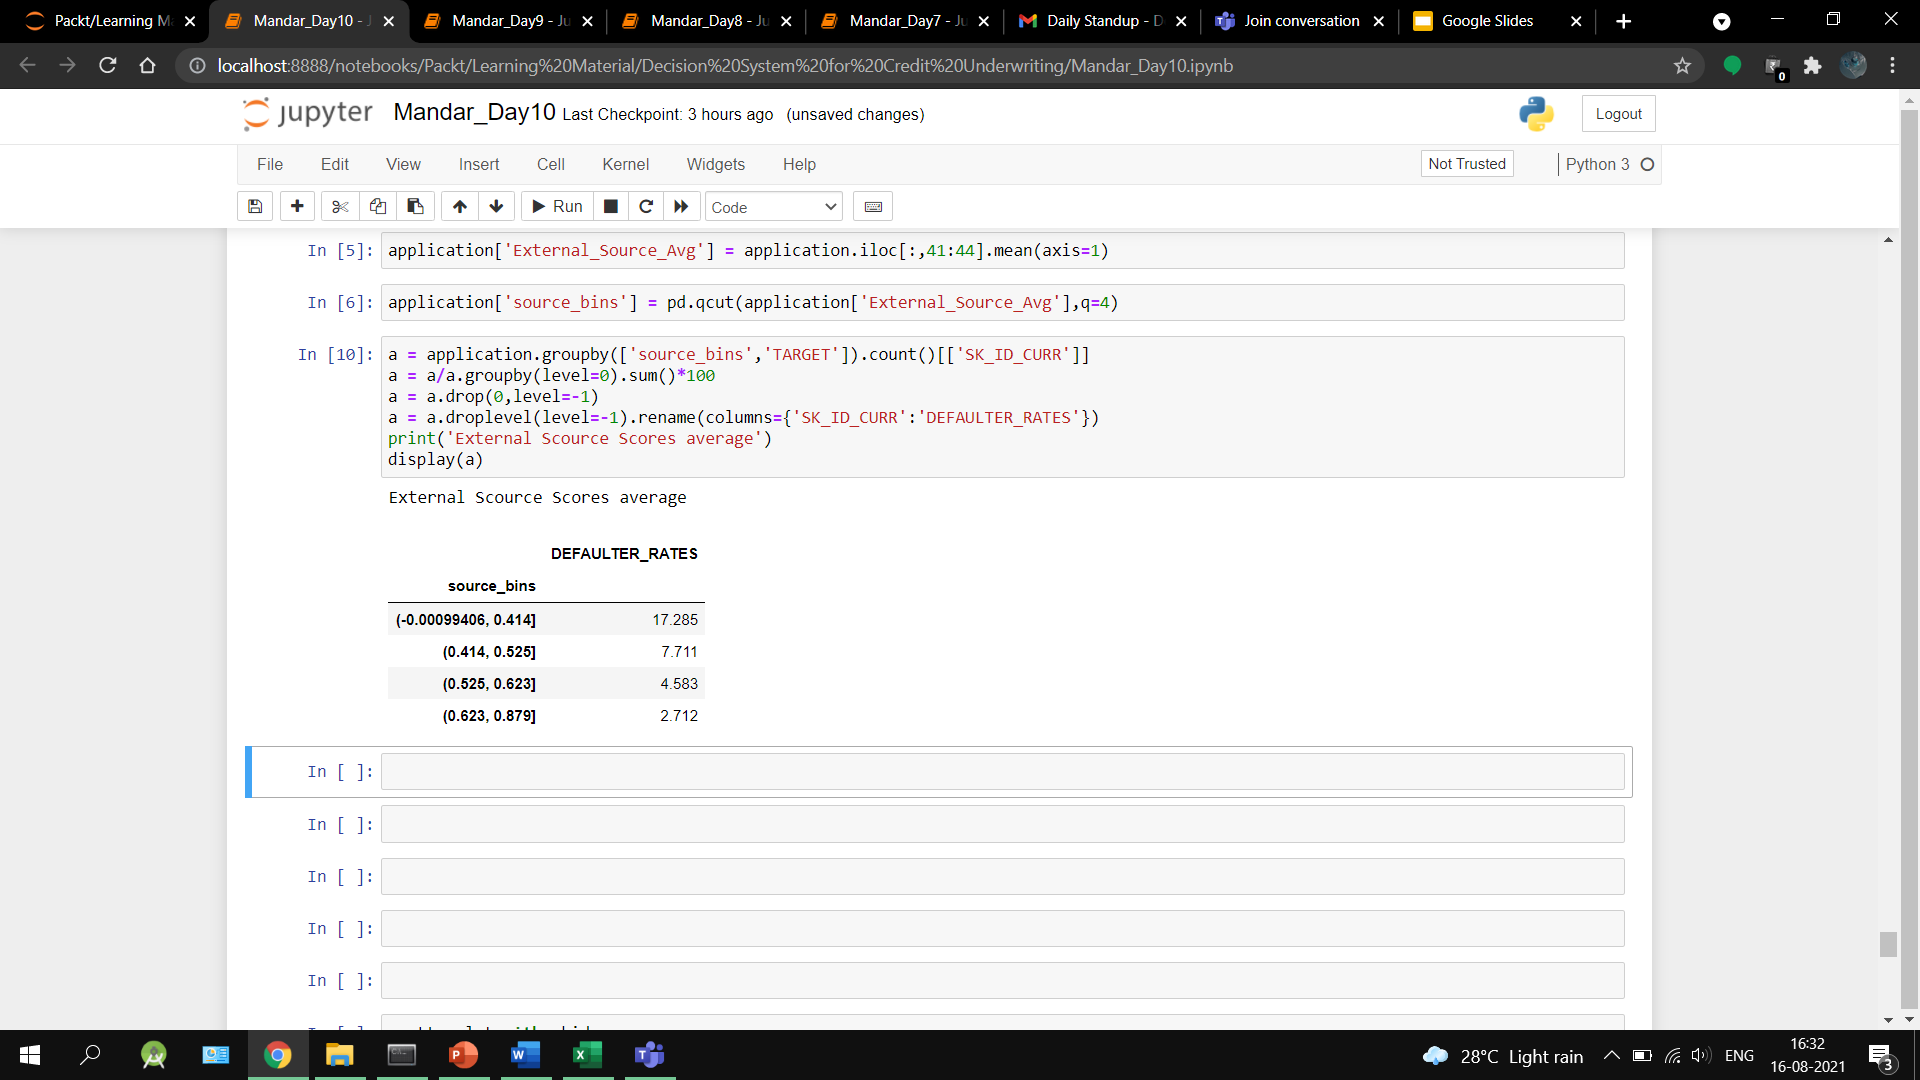 Packt/Learning M
Mandar_Day10 - J
Mandar_Day9 - Ju
Mandar_Day8 - Ju
Mandar_Day7 - Ju
Daily Standup - D
Join conversation
Google Slides
localhost:8888/notebooks/Packt/Learning%20Material/Decision%20System%20for%20Credit%20Underwriting/Mandar_Day10.ipynb
0
jupyter Mandar_Day10 Last Checkpoint: 3 hours ago (unsaved changes)
Logout
File Edit View Insert Cell Kernel Widgets Help
Not Trusted
Python 3
Run
Code
In [5]: application['External_Source_Avg'] = application.iloc[:,41:44].mean(axis=1)
In [6]: application['source_bins'] = pd.qcut(application['External_Source_Avg'],q=4)
In [10]: a = application.groupby(['source_bins','TARGET']).count()[['SK_ID_CURR']]
a = a/a.groupby(level=0).sum()*100
a = a.drop(0,level=-1)
a = a.droplevel(level=-1).rename(columns={'SK_ID_CURR':'DEFAULTER_RATES'})
print('External Scource Scores average')
display(a)
External Scource Scores average
DEFAULTER_RATES
source_bins
(-0.00099406, 0.414] 17.285
(0.414, 0.525] 7.711
(0.525, 0.623] 4.583
(0.623, 0.879] 2.712
In [ ]:
In [ ]:
In [ ]:
In [ ]:
In [ ]:
28°C Light rain
ENG
16:32
16-08-2021
3